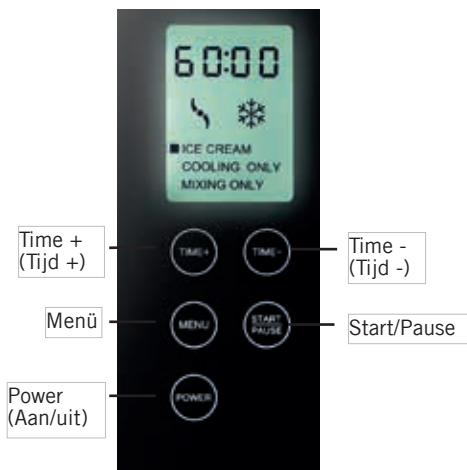 60:00
ICE CREAM
COOLING ONLY
MIXING ONLY
Time +
(Tijd +)
TIME+
TIME-
Time -
(Tijd -)
Menü
MENU
START
PAUSE
Start/Pause
Power
(Aan/uit)
POWER